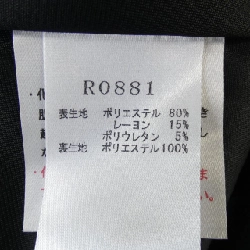 R0881
表生地 ポリエステル 80%
レーヨン 15%
ポリウレタン 5%
裏生地 ポリエステル100%